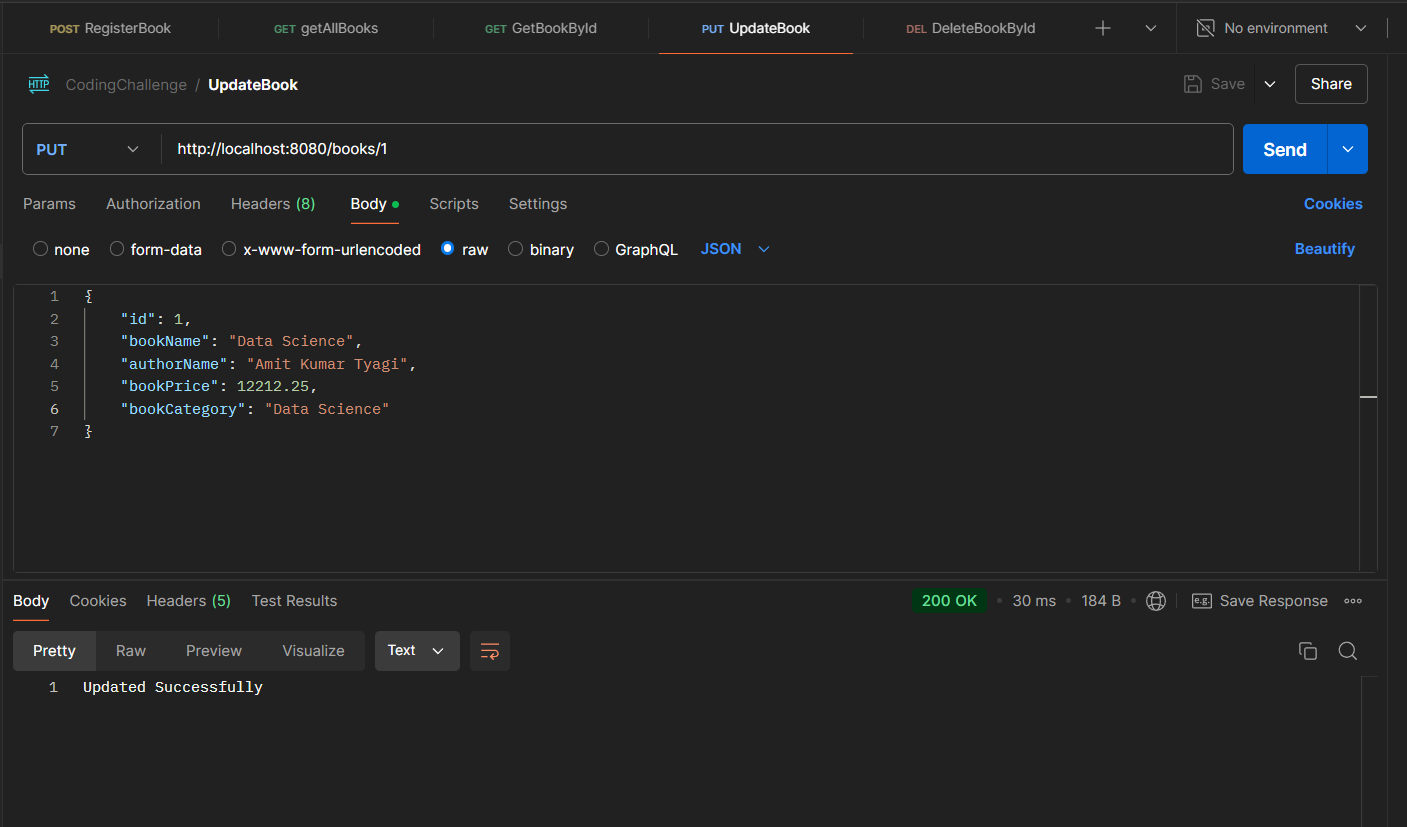 POST RegisterBook GET getAllBooks GET GetBookById PUT UpdateBook DEL DeleteBookById No environment
HTTP CodingChallenge / UpdateBook Save Share
PUT http://localhost:8080/books/1 Send
Params Authorization Headers (8) Body Scripts Settings Cookies
none form-data x-www-form-urlencoded raw binary GraphQL JSON Beautify
1 {
2 "id": 1,
3 "bookName": "Data Science",
4 "authorName": "Amit Kumar Tyagi",
5 "bookPrice": 12212.25,
6 "bookCategory": "Data Science"
7 }
Body Cookies Headers (5) Test Results 200 OK • 30 ms • 184 B • e.g. Save Response
Pretty Raw Preview Visualize Text
1 Updated Successfully